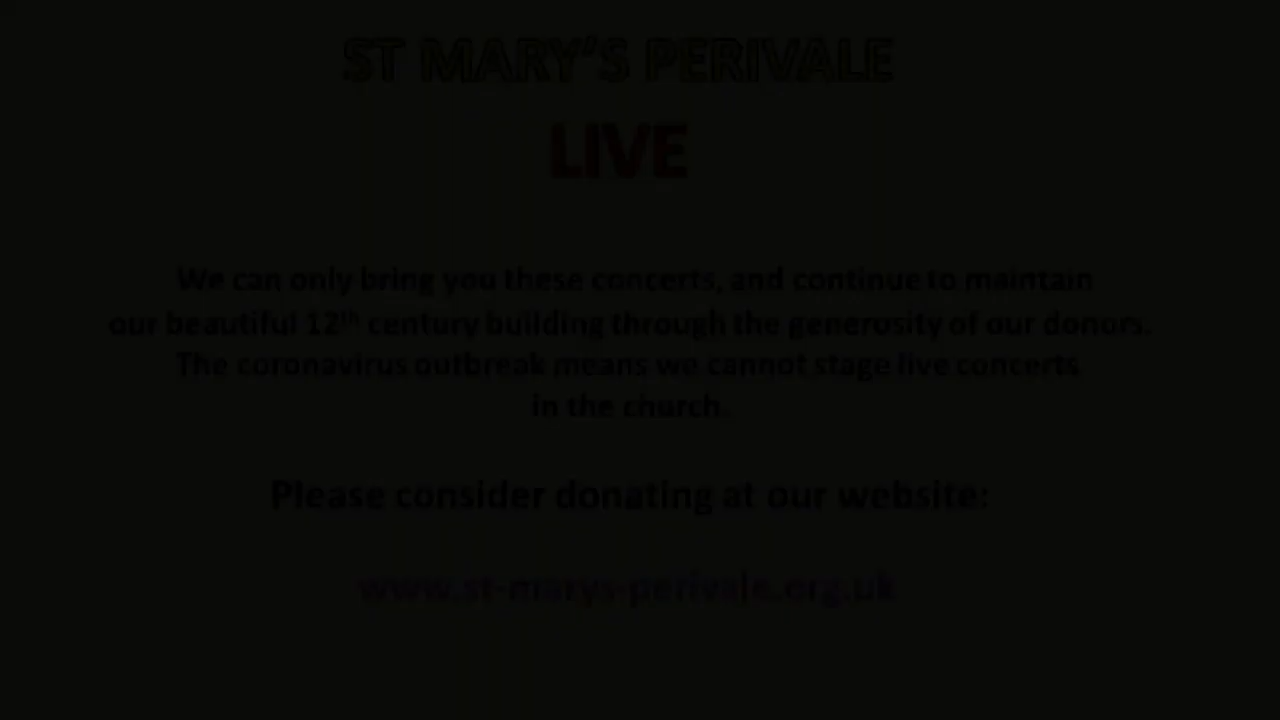 ST MARY'S PERIVALE
LIVE
We can only bring you these concerts, and continue to maintain
our beautiful 12th century building through the generosity of our donors.
The coronavirus outbreak means we cannot stage live concerts
in the church.
Please consider donating at our website:
www.st-marys-perivale.org.uk